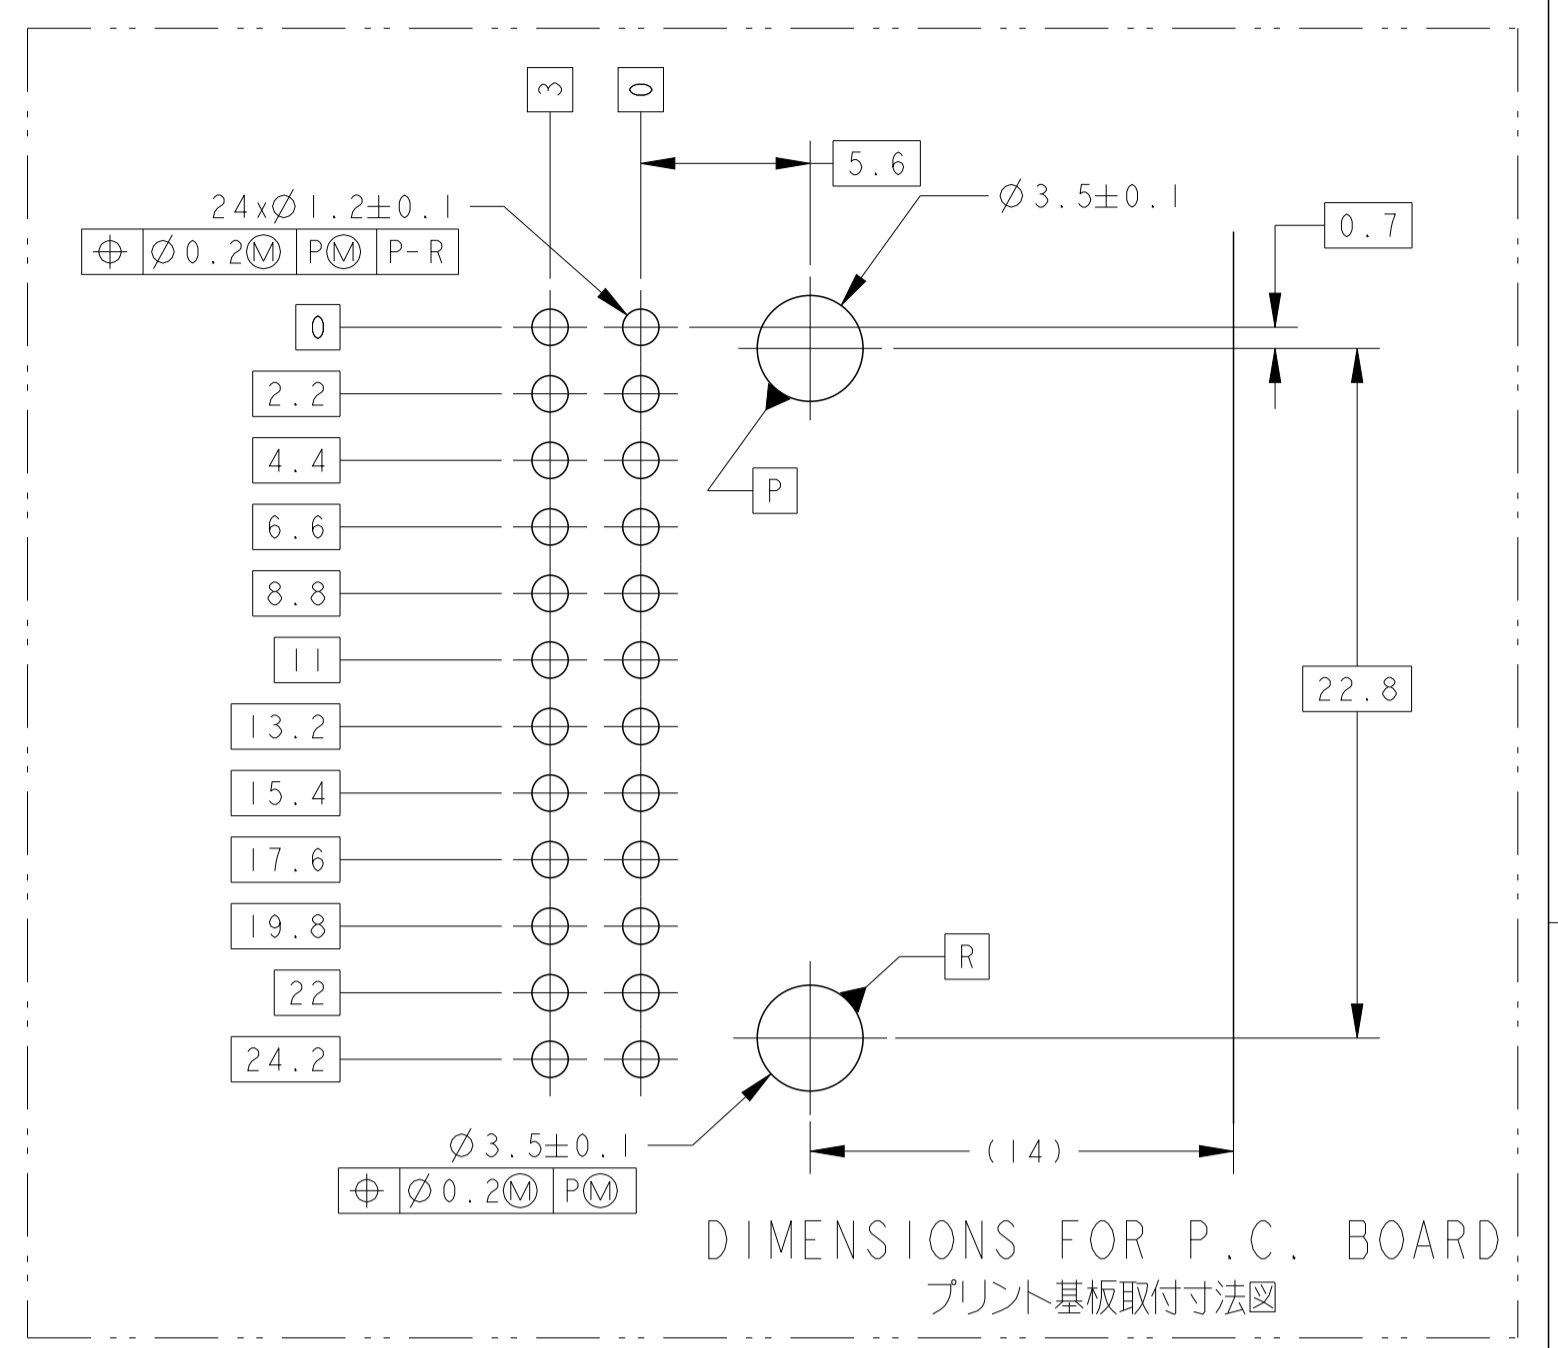 3 0
5.6
24xØ1.2±0.1
Ø3.5±0.1
0.7
⌖ Ø0.2Ⓜ PⓂ P-R
0
2.2
4.4
P
6.6
8.8
11
22.8
13.2
15.4
17.6
19.8
R
22
24.2
Ø3.5±0.1
(14)
⌖ Ø0.2Ⓜ PⓂ
DIMENSIONS FOR P.C. BOARD
プリント基板取付寸法図